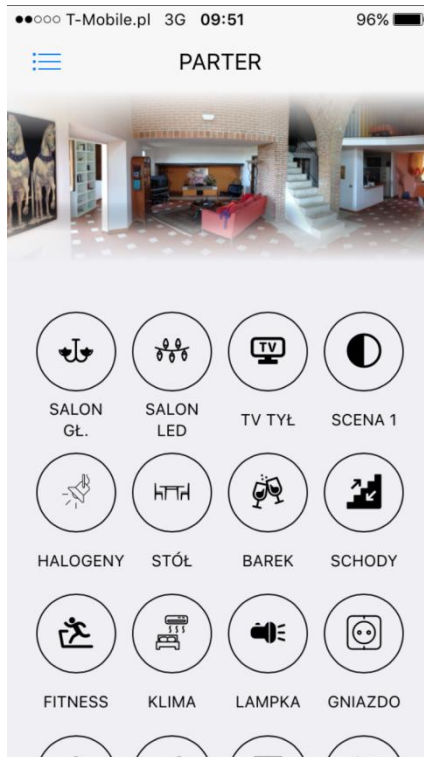 T-Mobile.pl 3G 09:51 96%
PARTER
SALON GŁ.
SALON LED
TV
TV TYŁ
SCENA 1
HALOGENY
STÓŁ
BAREK
SCHODY
FITNESS
KLIMA
LAMPKA
GNIAZDO